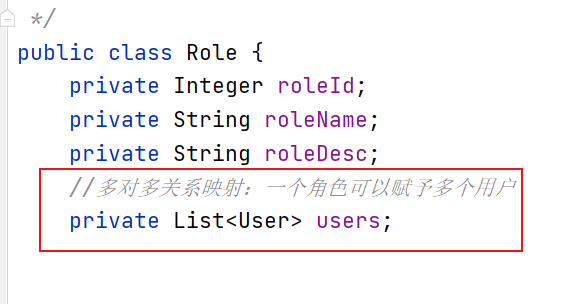 */
public class Role {
private Integer roleId;
private String roleName;
private String roleDesc;
//多对多关系映射：一个角色可以赋予多个用户
private List<User> users;